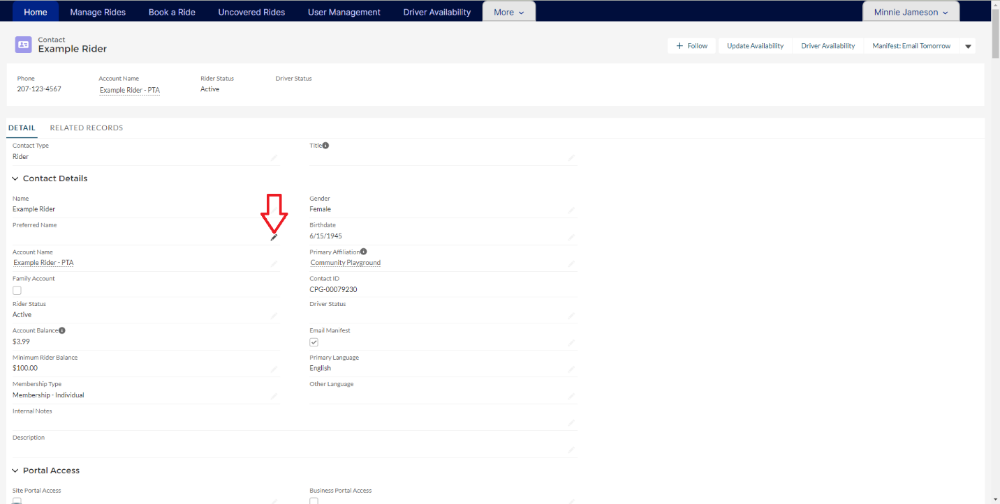 Home Manage Rides Book a Ride Uncovered Rides User Management Driver Availability More Minnie Jameson
Contact
Example Rider
Follow Update Availability Driver Availability Manifest: Email Tomorrow
Phone Account Name Rider Status Driver Status
207-123-4567 Example Rider - PTA Active
DETAIL RELATED RECORDS
Contact Type Title
Rider
Contact Details
Name Gender
Example Rider Female
Preferred Name Birthdate
6/15/1945
Account Name Primary Affiliation
Example Rider - PTA Community Playground
Family Account Contact ID
CPG-00079230
Rider Status Driver Status
Active
Account Balance Email Manifest
$3.99
Minimum Rider Balance Primary Language
$100.00 English
Membership Type Other Language
Membership - Individual
Internal Notes
Description
Portal Access
Site Portal Access Business Portal Access